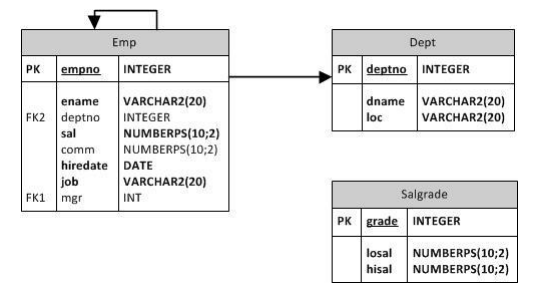 Emp
PK empno INTEGER
ename VARCHAR2(20)
FK2 deptno INTEGER
sal NUMBERPS(10;2)
comm NUMBERPS(10;2)
hiredate DATE
job VARCHAR2(20)
FK1 mgr INT
Dept
PK deptno INTEGER
dname VARCHAR2(20)
loc VARCHAR2(20)
Salgrade
PK grade INTEGER
losal NUMBERPS(10;2)
hisal NUMBERPS(10;2)